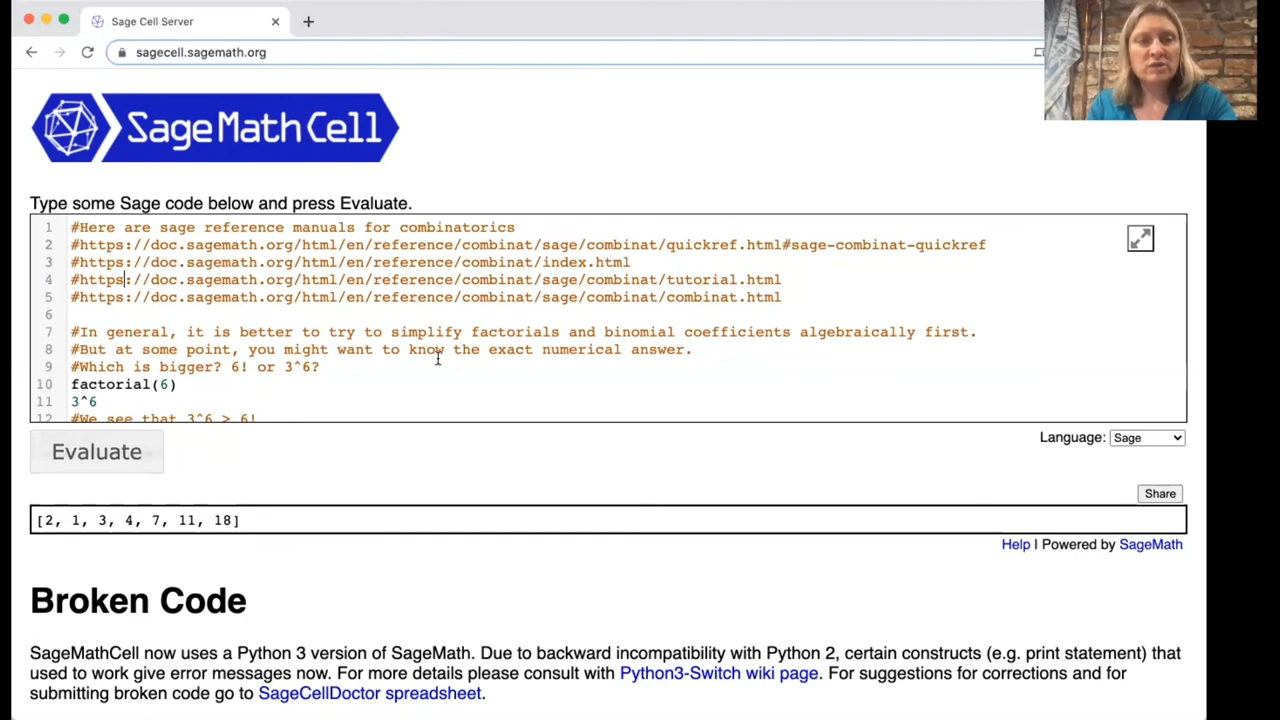 Sage Cell Server
sagecell.sagemath.org
SageMathCell
Type some Sage code below and press Evaluate.
1 #Here are sage reference manuals for combinatorics
2 #https://doc.sagemath.org/html/en/reference/combinat/sage/combinat/quickref.html#sage-combinat-quickref
3 #https://doc.sagemath.org/html/en/reference/combinat/index.html
4 #https://doc.sagemath.org/html/en/reference/combinat/sage/combinat/tutorial.html
5 #https://doc.sagemath.org/html/en/reference/combinat/sage/combinat/combinat.html
6
7 #In general, it is better to try to simplify factorials and binomial coefficients algebraically first.
8 #But at some point, you might want to know the exact numerical answer.
9 #Which is bigger? 6! or 3^6?
10 factorial(6)
11 3^6
12 #We see that 3^6 > 6!
Evaluate
Language: Sage
Share
[2, 1, 3, 4, 7, 11, 18]
Help | Powered by SageMath
Broken Code
SageMathCell now uses a Python 3 version of SageMath. Due to backward incompatibility with Python 2, certain constructs (e.g. print statement) that
used to work give error messages now. For more details please consult with Python3-Switch wiki page. For suggestions for corrections and for
submitting broken code go to SageCellDoctor spreadsheet.